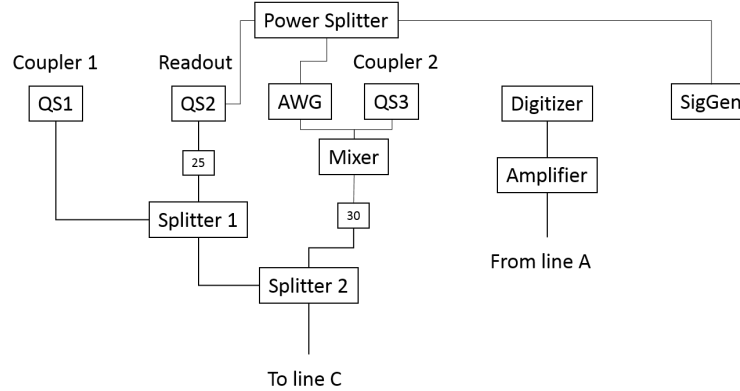 Power Splitter
Coupler 1
Readout
Coupler 2
QS1
QS2
AWG
QS3
Digitizer
SigGen
Mixer
25
Amplifier
30
Splitter 1
From line A
Splitter 2
To line C